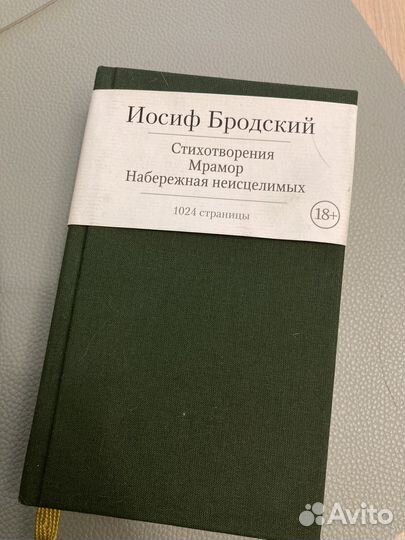 Иосиф Бродский
Стихотворения
Мрамор
Набережная неисцелимых
1024 страницы
18+
Avito